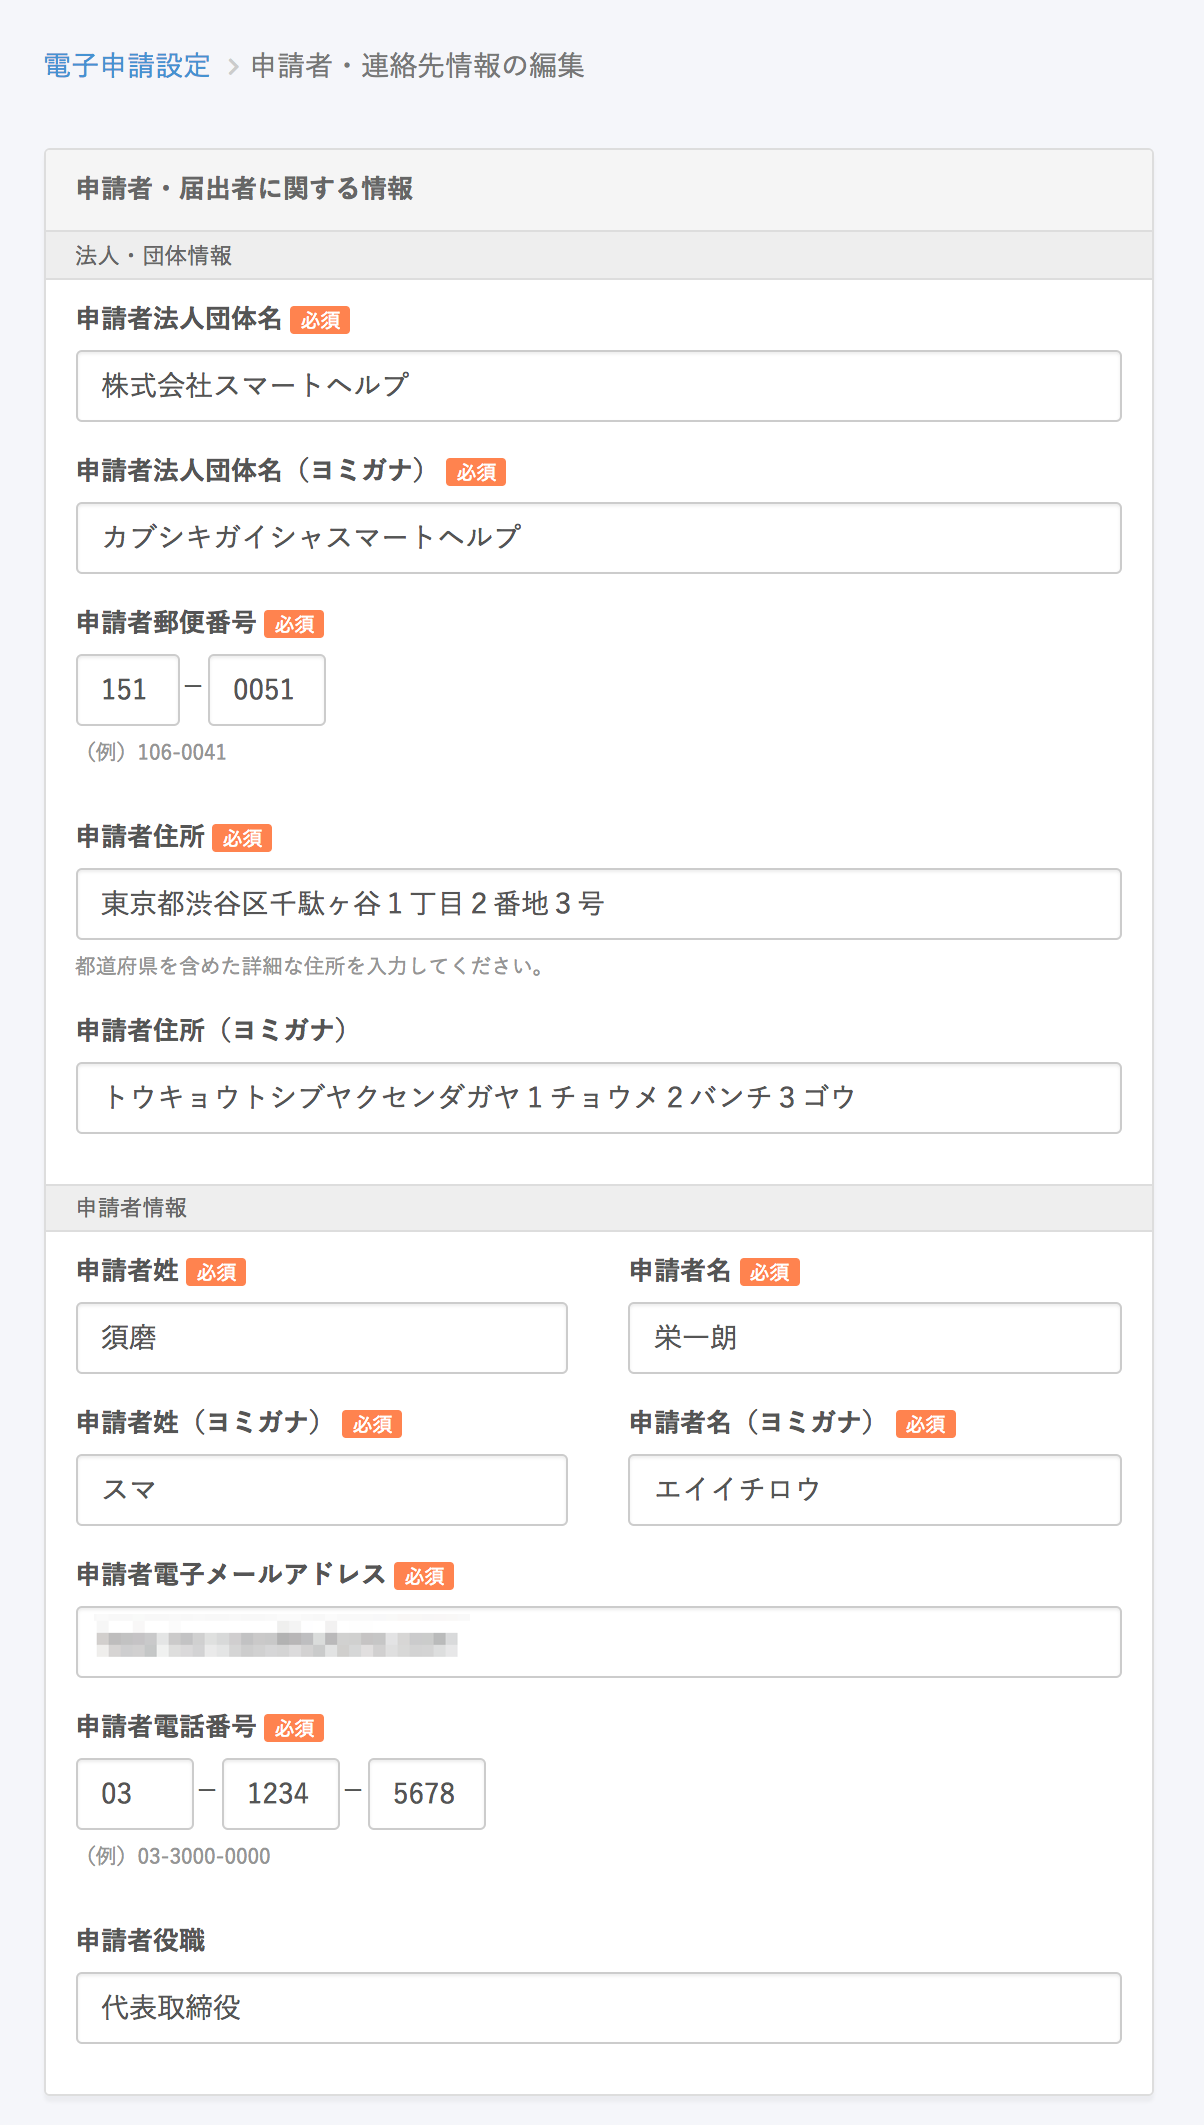 電子申請設定 > 申請者・連絡先情報の編集
申請者・届出者に関する情報
法人・団体情報
申請者法人団体名 必須
株式会社スマートヘルプ
申請者法人団体名（ヨミガナ） 必須
カブシキガイシャスマートヘルプ
申請者郵便番号 必須
151 – 0051
（例）106-0041
申請者住所 必須
東京都渋谷区千駄ヶ谷１丁目２番地３号
都道府県を含めた詳細な住所を入力してください。
申請者住所（ヨミガナ）
トウキョウトシブヤクセンダガヤ１チョウメ２バンチ３ゴウ
申請者情報
申請者姓 必須 申請者名 必須
須磨 栄一朗
申請者姓（ヨミガナ） 必須 申請者名（ヨミガナ） 必須
スマ エイイチロウ
申請者電子メールアドレス 必須
申請者電話番号 必須
03 – 1234 – 5678
（例）03-3000-0000
申請者役職
代表取締役